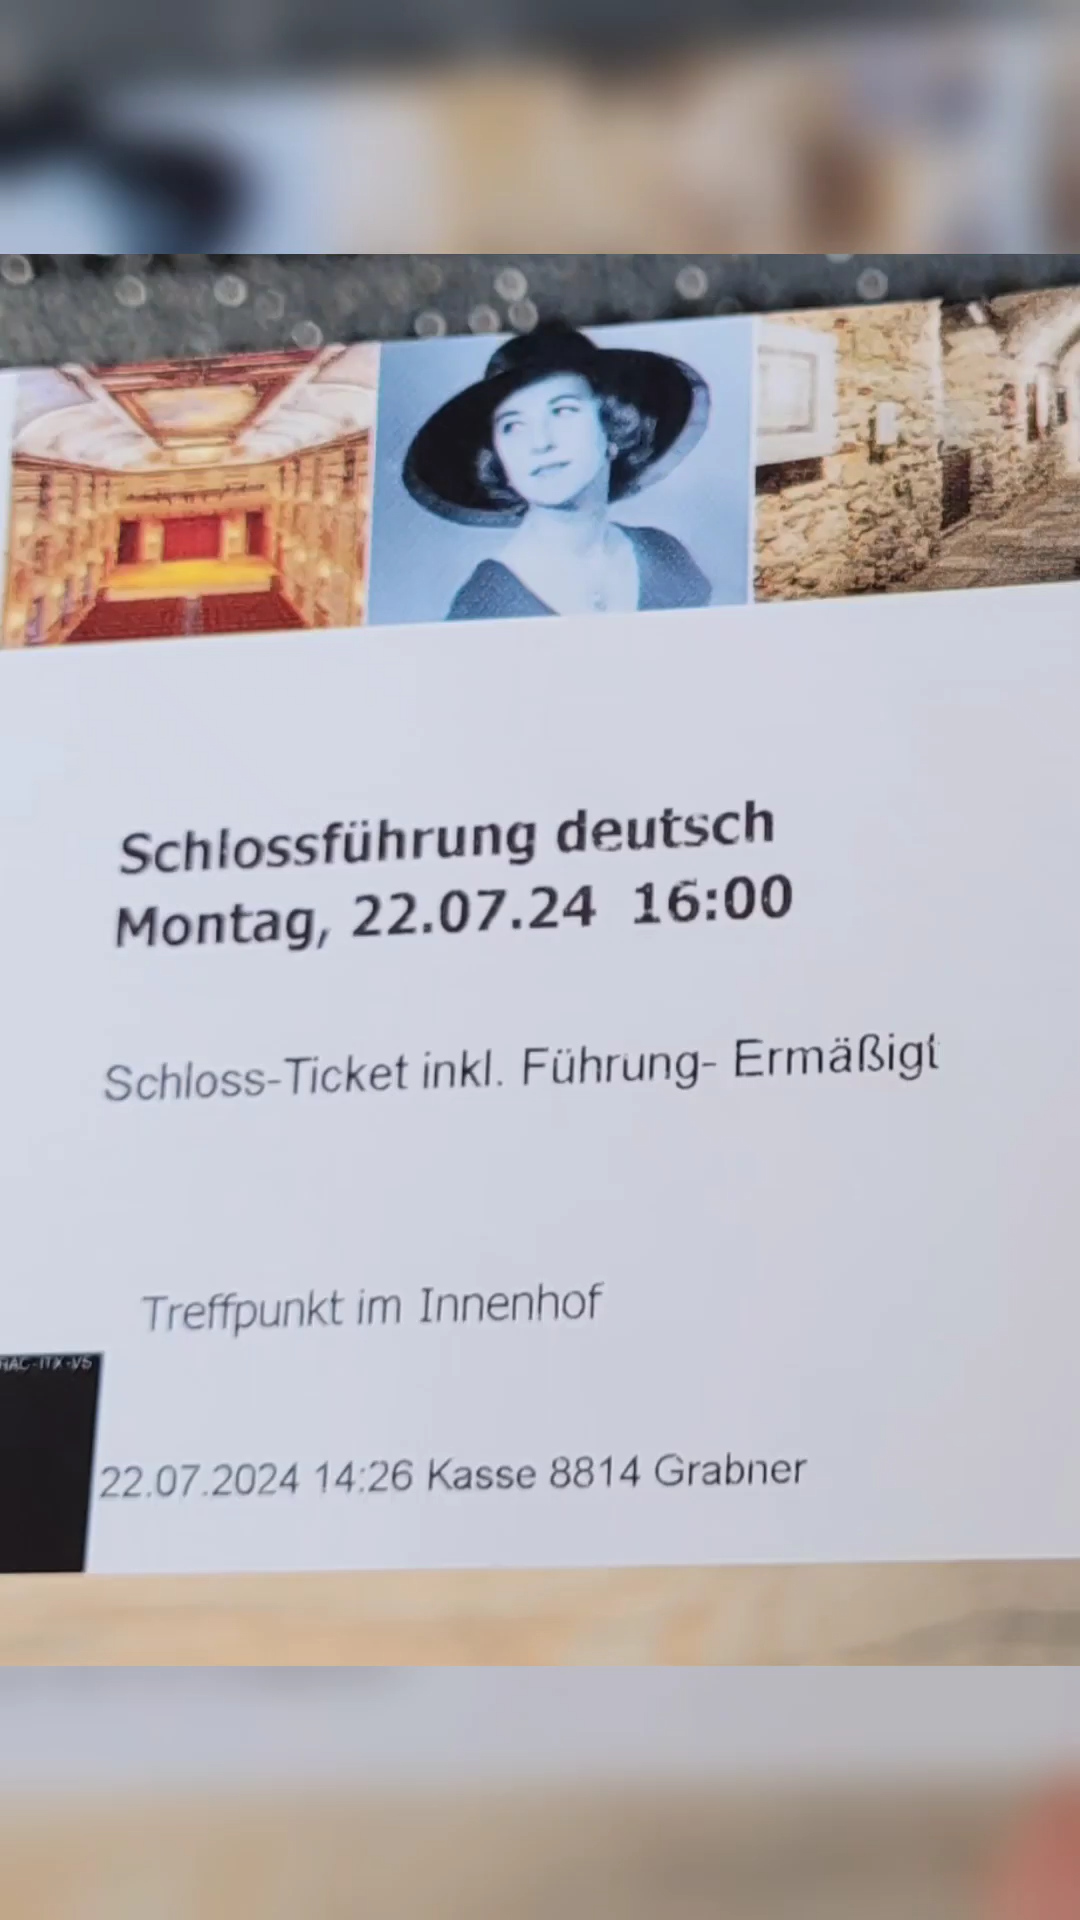 Schlossführung deutsch
Montag, 22.07.24 16:00
Schloss-Ticket inkl. Führung- Ermäßigt
Treffpunkt im Innenhof
22.07.2024 14:26 Kasse 8814 Grabner